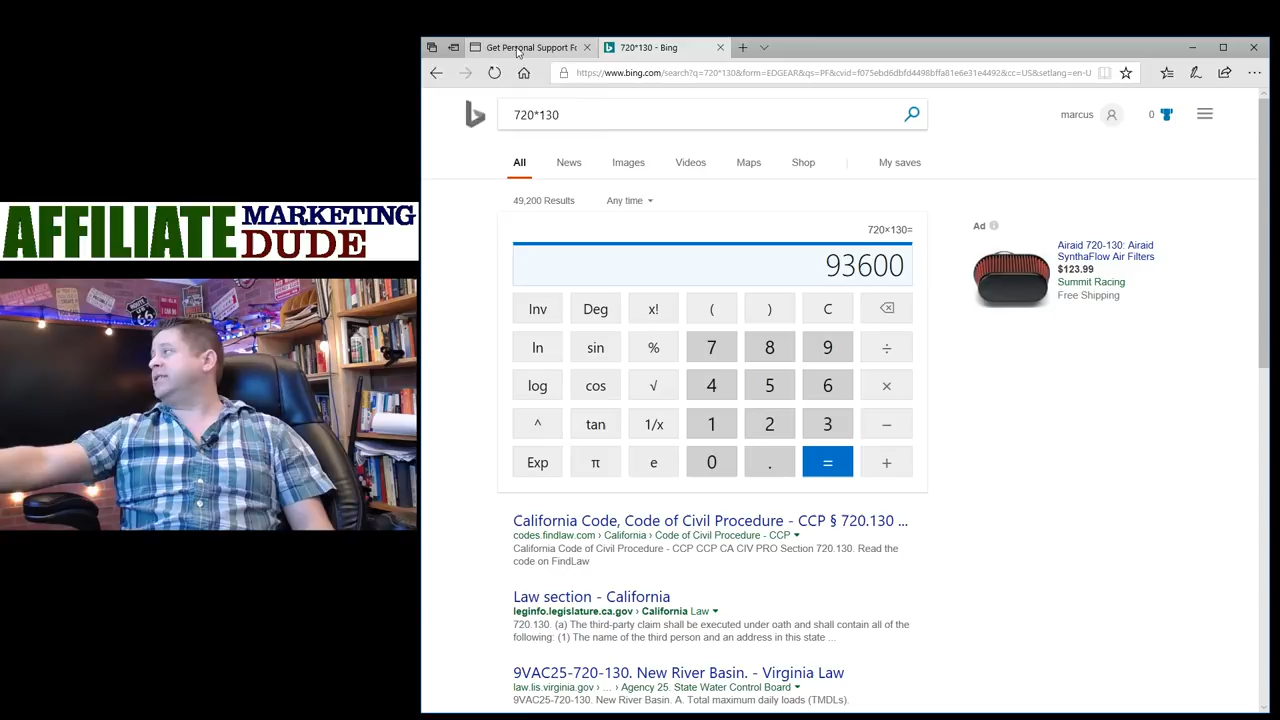 AFFILIATE MARKETING DUDE
Get Personal Support Fo
720*130 - Bing
https://www.bing.com/search?q=720*130&form=EDGEAR&qs=PF&cvid=f075ebd6dbfd4498bffa81e6e31e4492&cc=US&setlang=en-U
720*130
marcus
0
All News Images Videos Maps Shop My saves
49,200 Results Any time
720×130=
93600
Inv Deg x! ( ) C
ln sin % 7 8 9 ÷
log cos √ 4 5 6 ×
^ tan 1/x 1 2 3 −
Exp π e 0 . = +
Ad
Airaid 720-130: Airaid
SynthaFlow Air Filters
$123.99
Summit Racing
Free Shipping
California Code, Code of Civil Procedure - CCP § 720.130 ...
codes.findlaw.com › California › Code of Civil Procedure - CCP
California Code of Civil Procedure - CCP CCP CA CIV PRO Section 720.130. Read the
code on FindLaw
Law section - California
leginfo.legislature.ca.gov › California Law
720.130. (a) The third-party claim shall be executed under oath and shall contain all of the
following: (1) The name of the third person and an address in this state ...
9VAC25-720-130. New River Basin. - Virginia Law
law.lis.virginia.gov › ... › Agency 25. State Water Control Board
9VAC25-720-130. New River Basin. A. Total maximum daily loads (TMDLs).